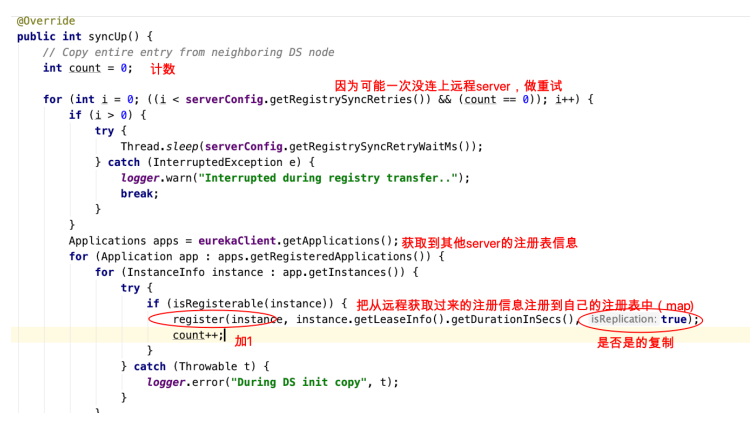 @Override
public int syncUp() {
// Copy entire entry from neighboring DS node
int count = 0; 计数
因为可能一次没连上远程server，做重试
for (int i = 0; ((i < serverConfig.getRegistrySyncRetries()) && (count == 0)); i++) {
if (i > 0) {
try {
Thread.sleep(serverConfig.getRegistrySyncRetryWaitMs());
} catch (InterruptedException e) {
logger.warn("Interrupted during registry transfer..");
break;
}
}
Applications apps = eurekaClient.getApplications(); 获取到其他server的注册表信息
for (Application app : apps.getRegisteredApplications()) {
for (InstanceInfo instance : app.getInstances()) {
try {
if (isRegisterable(instance)) { 把从远程获取过来的注册信息注册到自己的注册表中（map)
register(instance, instance.getLeaseInfo().getDurationInSecs(), isReplication: true);
count++; 加1
是否是的复制
}
} catch (Throwable t) {
logger.error("During DS init copy", t);
}
}